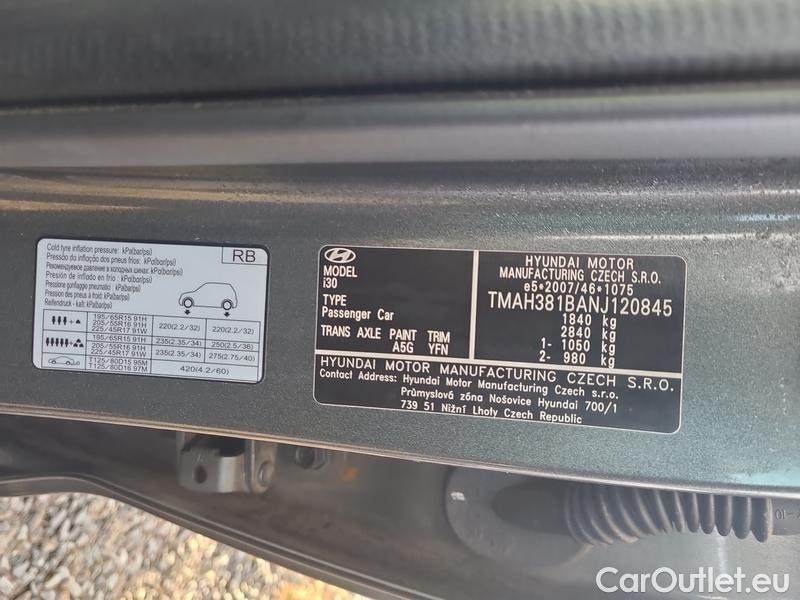 Cold tyre inflation pressure: kPa(bar/psi)
Pressão da inflação dos pneus frios: kPa(bar/psi)
Рекомендуемое давление в холодных шинах: kPa(bar/psi)
Presión de inflado en frío : kPa(bar/psi)
Pressione gonfiaggio pneumatici : kPa(bar/psi)
Pression des pneus à froid : kPa(bar/psi)
Reifendruck - kalt : kPa(bar/psi)
RB
195/65R15 91H
205/55R16 91H
225/45R17 91W
220(2.2/32) 220(2.2/32)
195/65R15 91H
205/55R16 91H
225/45R17 91W
235(2.35/34) 250(2.5/36)
235(2.35/34) 275(2.75/40)
T125/80D15 95M
T125/80D16 97M
420(4.2/60)
MODEL
i30
TYPE
Passenger Car
TRANS AXLE PAINT TRIM
A5G YFN
HYUNDAI MOTOR
MANUFACTURING CZECH S.R.O.
e5*2007/46*1075
TMAH381BANJ120845
1840 kg
2840 kg
1- 1050 kg
2- 980 kg
HYUNDAI MOTOR MANUFACTURING CZECH S.R.O.
Contact Address: Hyundai Motor Manufacturing Czech s.r.o.
Průmyslová zóna Nošovice Hyundai 700/1
739 51 Nižní Lhoty Czech Republic
CarOutlet.eu